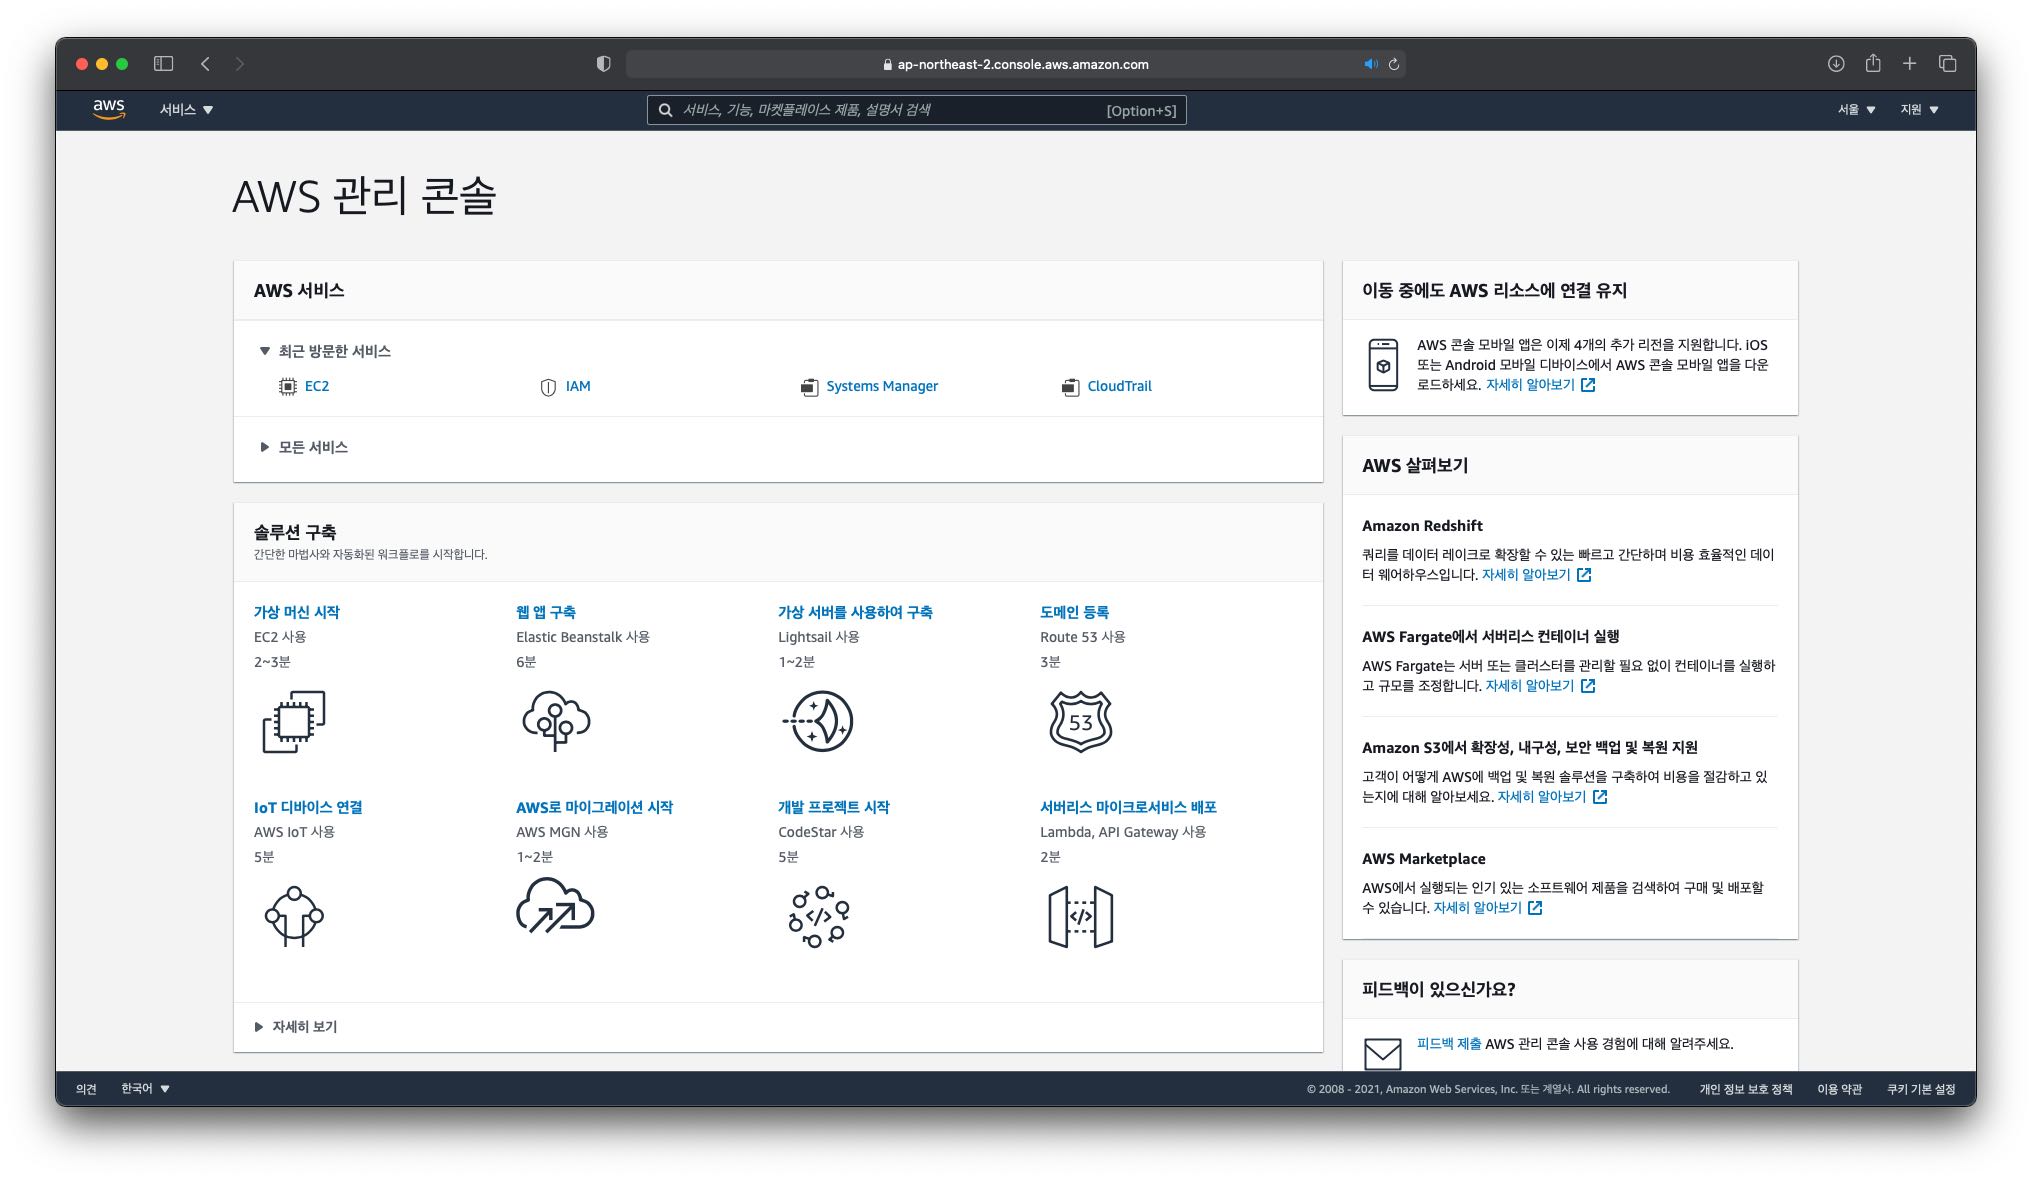 ap-northeast-2.console.aws.amazon.com
aws
서비스
서비스, 기능, 마켓플레이스 제품, 설명서 검색
[Option+S]
서울
지원
AWS 관리 콘솔
AWS 서비스
최근 방문한 서비스
EC2
IAM
Systems Manager
CloudTrail
모든 서비스
솔루션 구축
간단한 마법사와 자동화된 워크플로를 시작합니다.
가상 머신 시작
EC2 사용
2~3분
웹 앱 구축
Elastic Beanstalk 사용
6분
가상 서버를 사용하여 구축
Lightsail 사용
1~2분
도메인 등록
Route 53 사용
3분
53
IoT 디바이스 연결
AWS IoT 사용
5분
AWS로 마이그레이션 시작
AWS MGN 사용
1~2분
개발 프로젝트 시작
CodeStar 사용
5분
</>
서버리스 마이크로서비스 배포
Lambda, API Gateway 사용
2분
</>
자세히 보기
이동 중에도 AWS 리소스에 연결 유지
AWS 콘솔 모바일 앱은 이제 4개의 추가 리전을 지원합니다. iOS
또는 Android 모바일 디바이스에서 AWS 콘솔 모바일 앱을 다운
로드하세요. 자세히 알아보기
AWS 살펴보기
Amazon Redshift
쿼리를 데이터 레이크로 확장할 수 있는 빠르고 간단하며 비용 효율적인 데이
터 웨어하우스입니다. 자세히 알아보기
AWS Fargate에서 서버리스 컨테이너 실행
AWS Fargate는 서버 또는 클러스터를 관리할 필요 없이 컨테이너를 실행하
고 규모를 조정합니다. 자세히 알아보기
Amazon S3에서 확장성, 내구성, 보안 백업 및 복원 지원
고객이 어떻게 AWS에 백업 및 복원 솔루션을 구축하여 비용을 절감하고 있
는지에 대해 알아보세요. 자세히 알아보기
AWS Marketplace
AWS에서 실행되는 인기 있는 소프트웨어 제품을 검색하여 구매 및 배포할
수 있습니다. 자세히 알아보기
피드백이 있으신가요?
피드백 제출 AWS 관리 콘솔 사용 경험에 대해 알려주세요.
의견
한국어
© 2008 - 2021, Amazon Web Services, Inc. 또는 계열사. All rights reserved.
개인 정보 보호 정책
이용 약관
쿠키 기본 설정